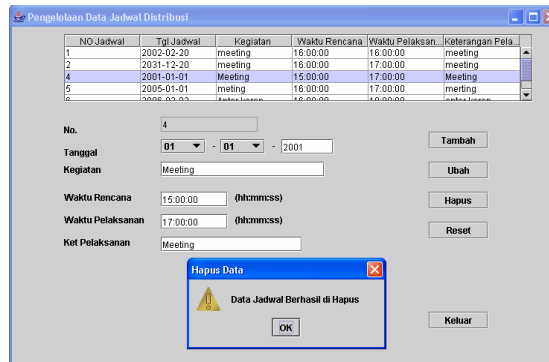 Pengelolaan Data Jadwal Distribusi
NO Jadwal Tgl Jadwal Kegiatan Waktu Rencana Waktu Pelaksan... Keterangan Pela...
1 2002-02-20 meeting 16:00:00 16:00:00 meeting
2 2031-12-20 meeting 16:00:00 17:00:00 meeting
4 2001-01-01 Meeting 15:00:00 17:00:00 Meeting
5 2005-01-01 meting 16:00:00 17:00:00 merting
No. 4
Tanggal 01 - 01 - 2001
Tambah
Kegiatan Meeting
Ubah
Waktu Rencana 15:00:00 (hh:mm:ss)
Hapus
Waktu Pelaksanan 17:00:00 (hh:mm:ss)
Reset
Ket Pelaksanan Meeting
Hapus Data
Data Jadwal Berhasil di Hapus
OK
Keluar